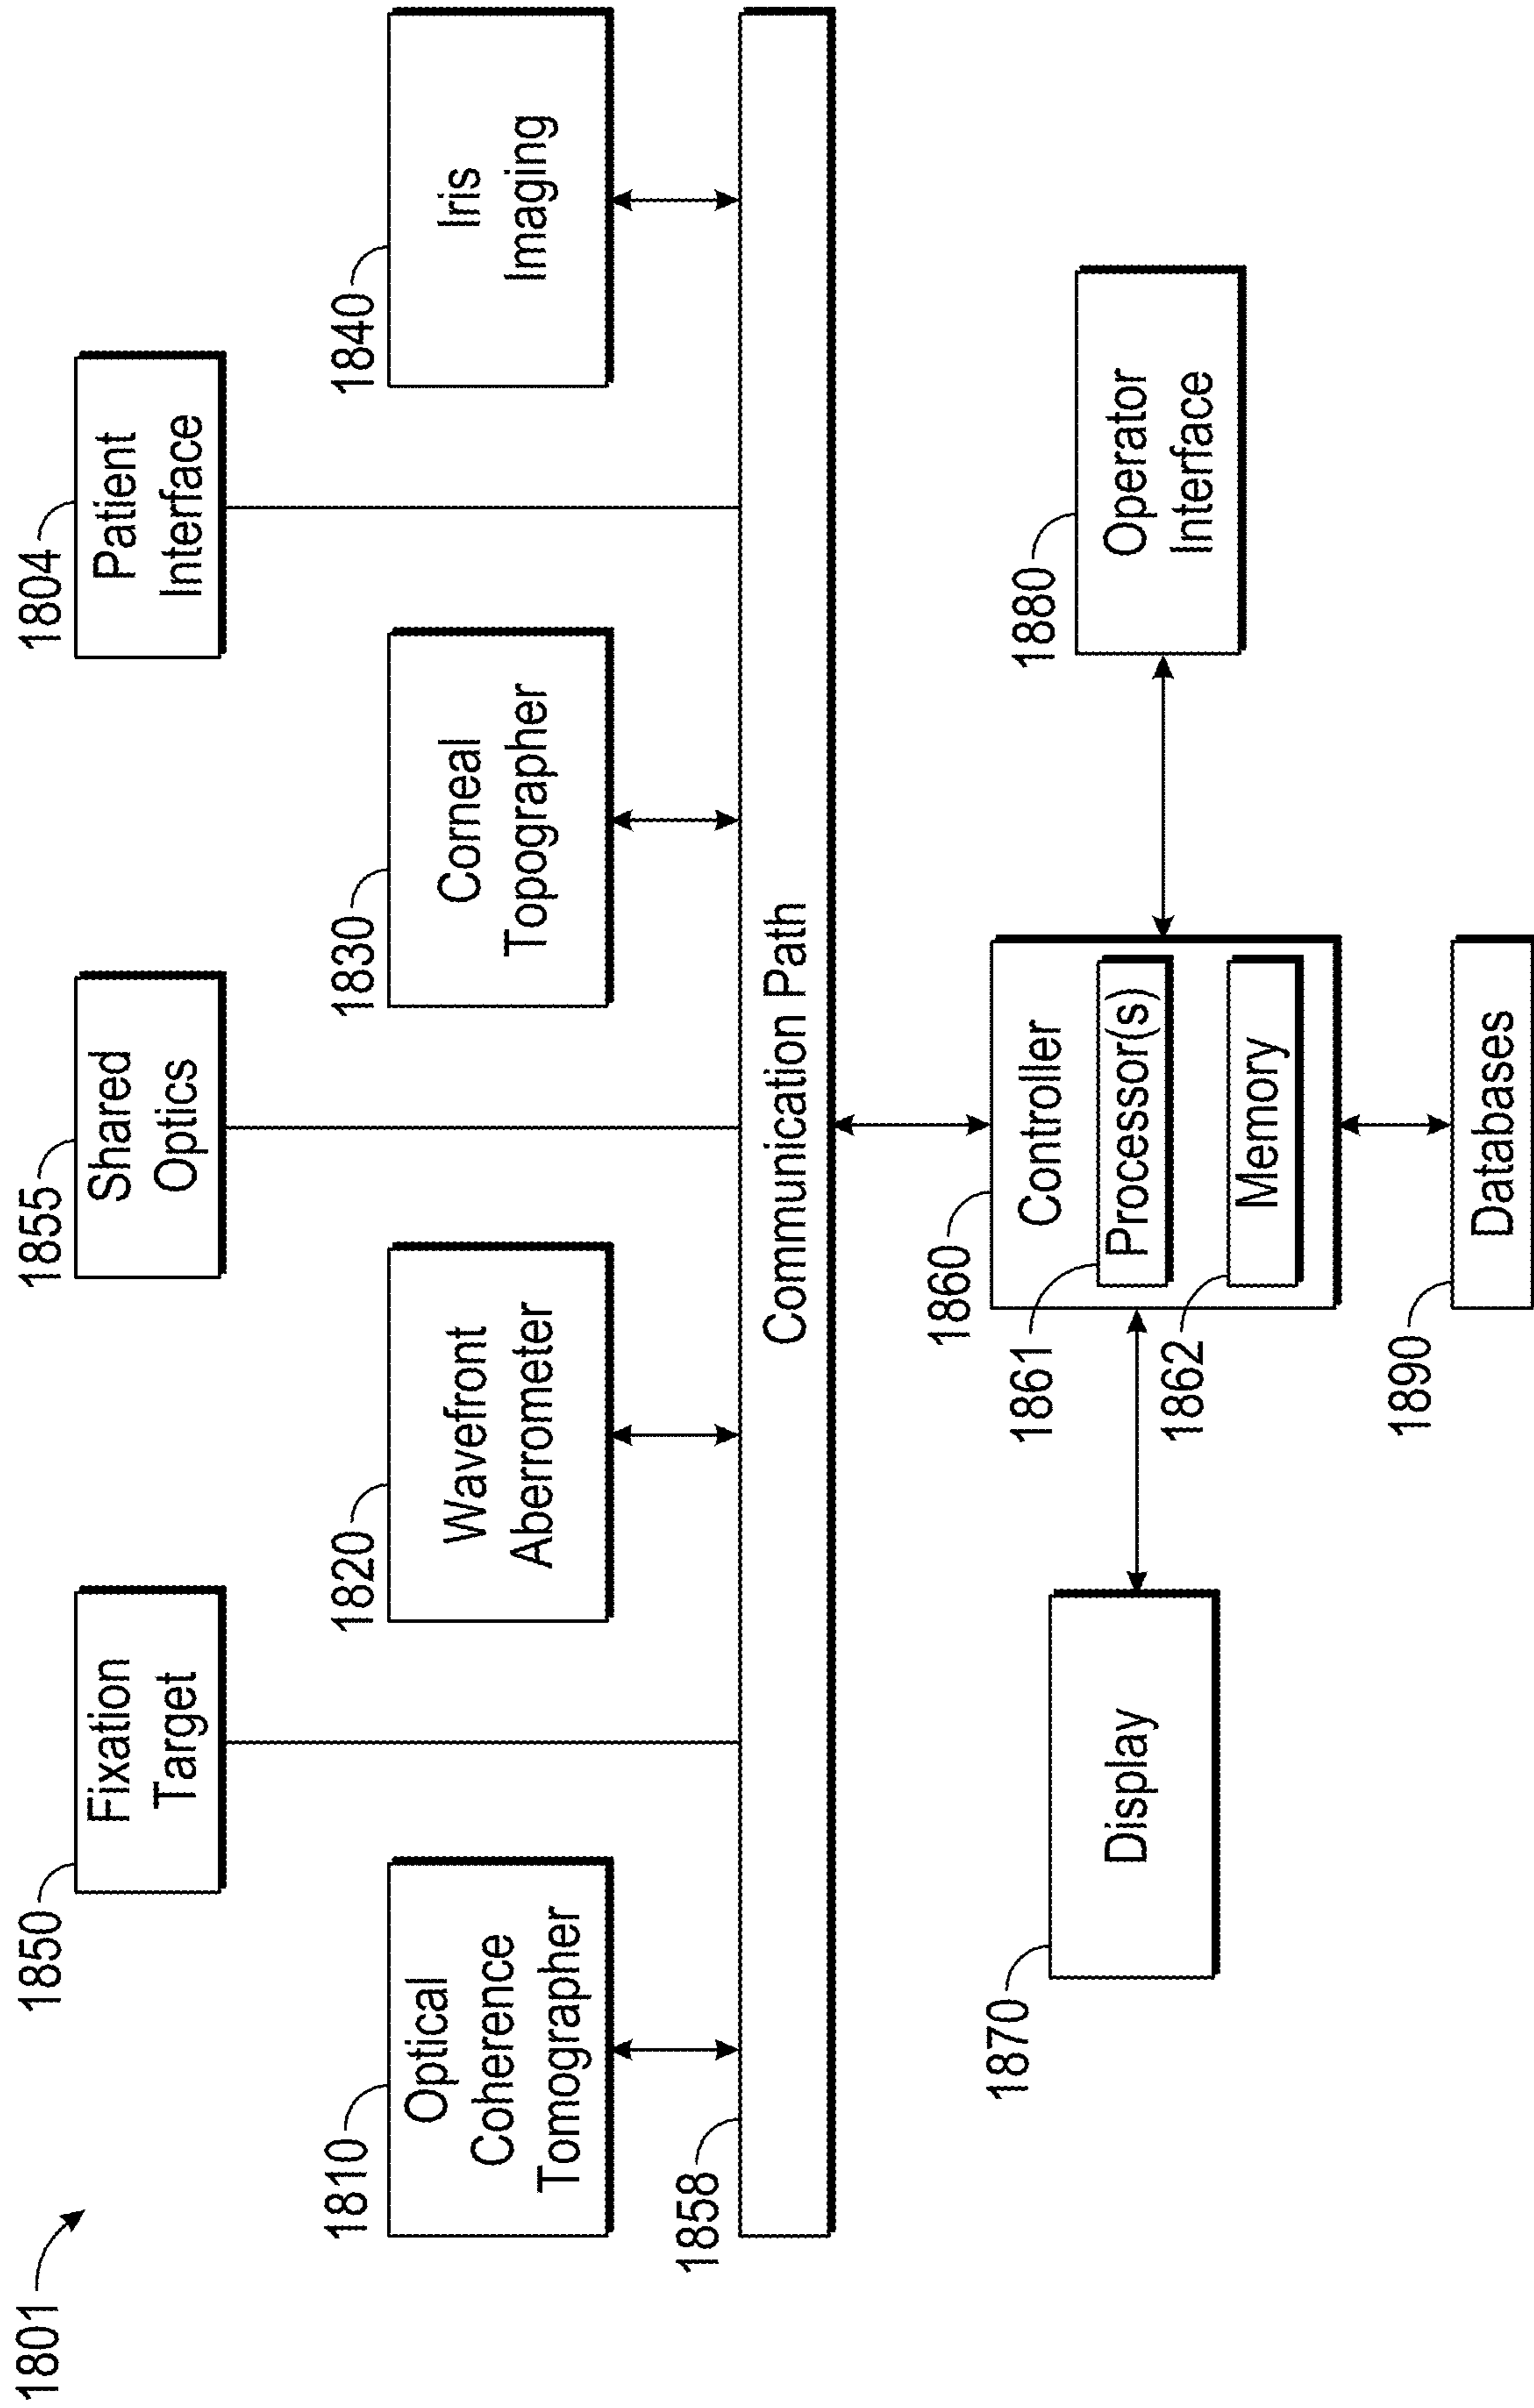 1801
1850
Fixation
Target
1855
Shared
Optics
1804
Patient
Interface
1810
Optical
Coherence
Tomographer
1820
Wavefront
Aberrometer
1830
Corneal
Topographer
1840
Iris
Imaging
1858
Communication Path
1870
Display
1860
Controller
1861
Processor(s)
1862
Memory
1880
Operator
Interface
1890
Databases